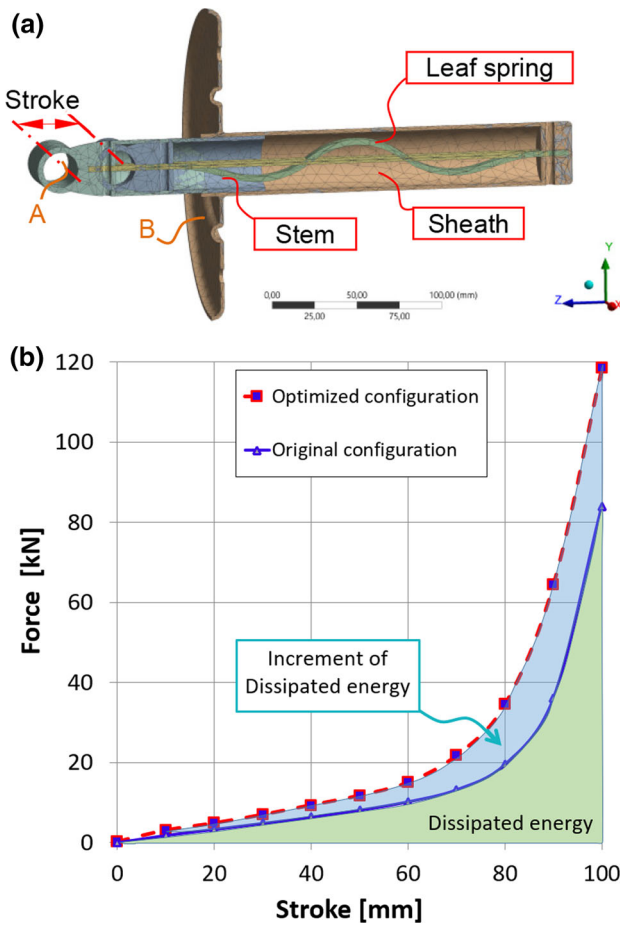 (a)
Stroke
Leaf spring
A
B
Stem
Sheath
0,00 50,00 100,00 (mm)
25,00 75,00
Y
Z
X
(b)
120
100
80
60
40
20
0
Force [kN]
Optimized configuration
Original configuration
Increment of
Dissipated energy
Dissipated energy
0 20 40 60 80 100
Stroke [mm]